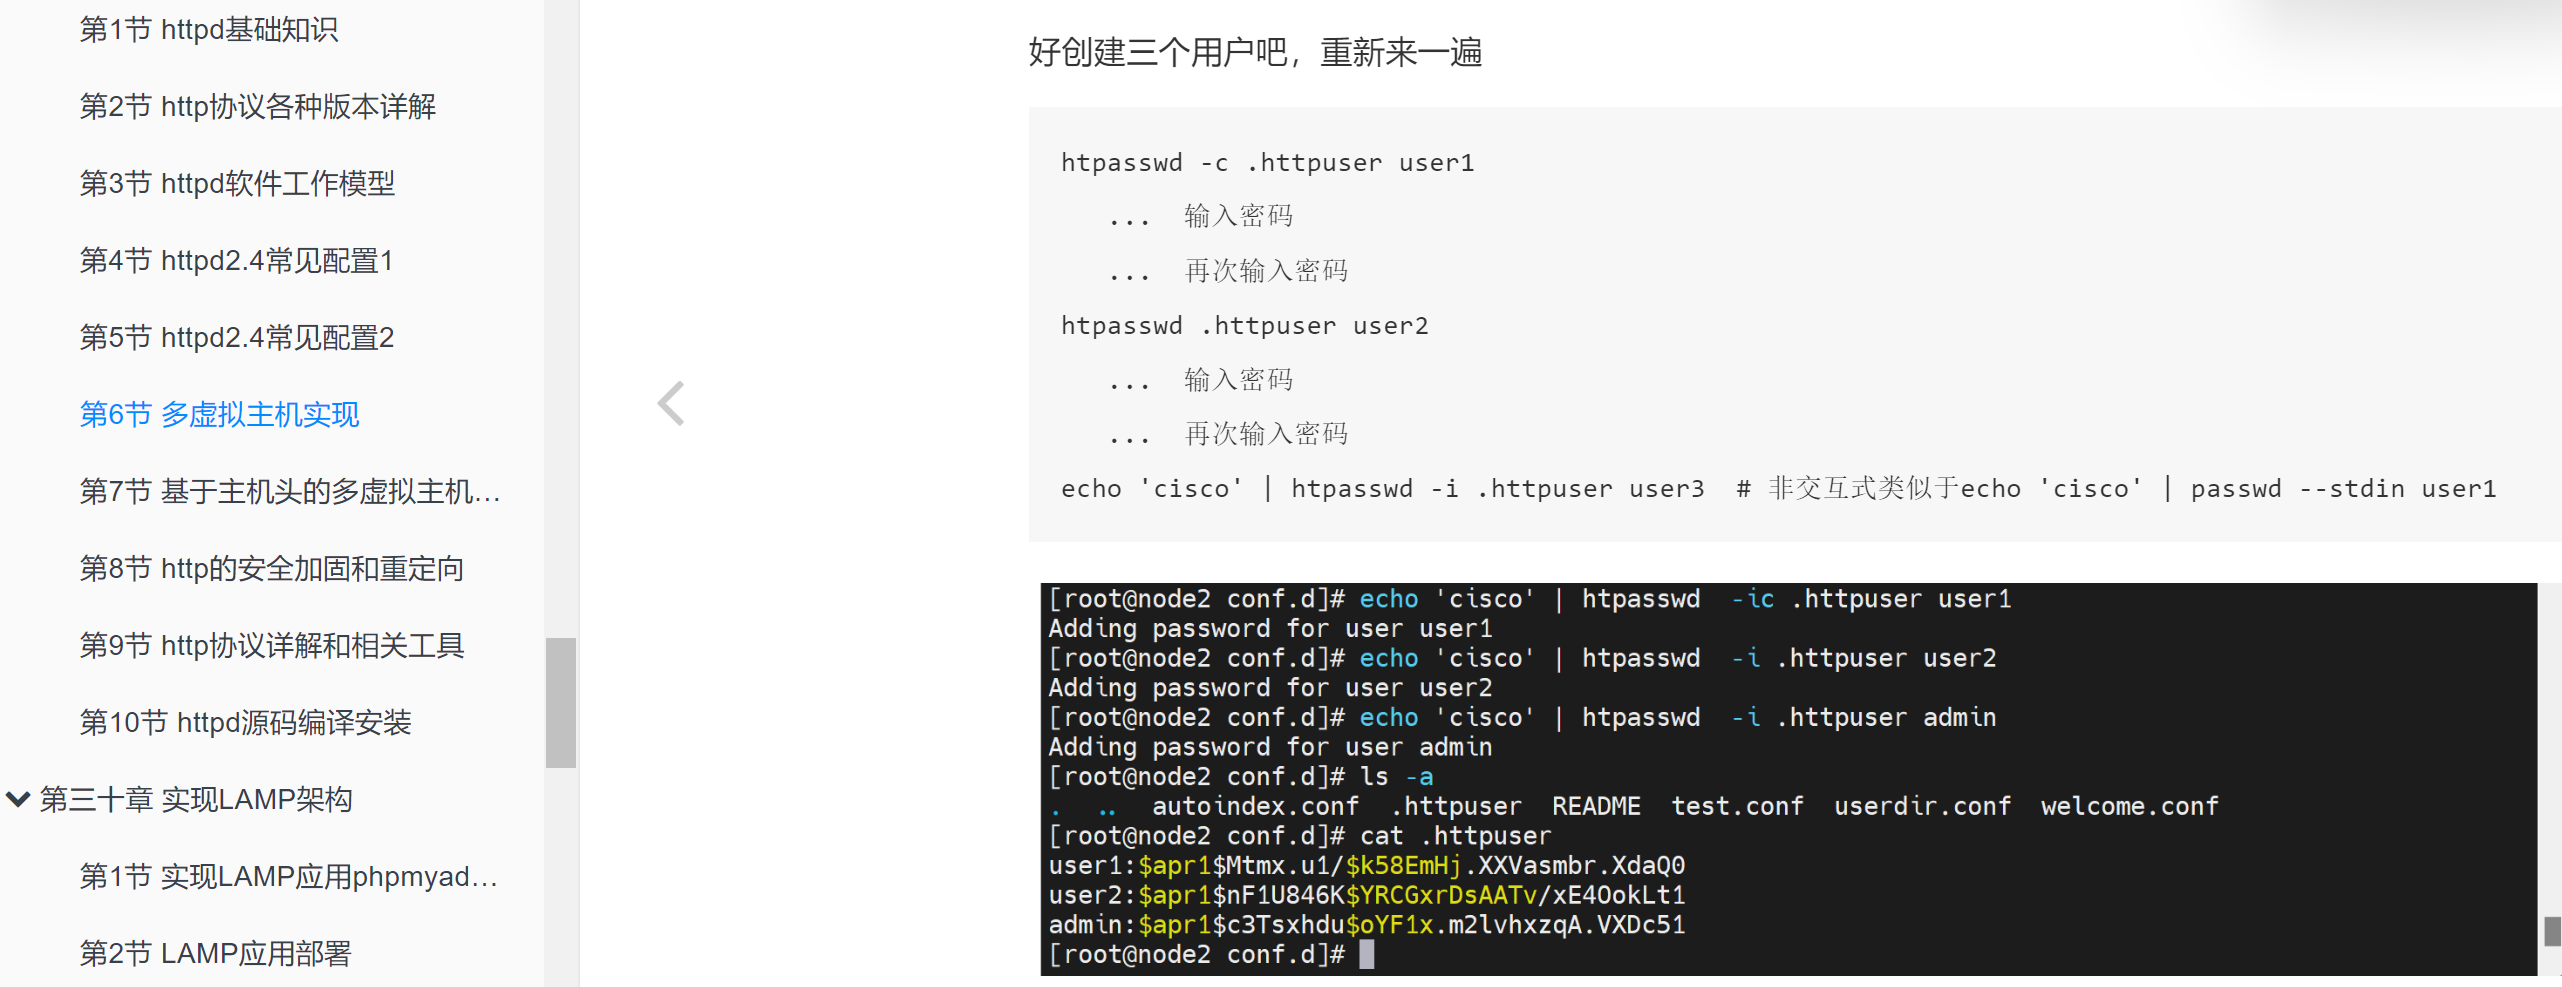 第1节 httpd基础知识
第2节 http协议各种版本详解
第3节 httpd软件工作模型
第4节 httpd2.4常见配置1
第5节 httpd2.4常见配置2
第6节 多虚拟主机实现
第7节 基于主机头的多虚拟主机…
第8节 http的安全加固和重定向
第9节 http协议详解和相关工具
第10节 httpd源码编译安装
第三十章 实现LAMP架构
第1节 实现LAMP应用phpmyad…
第2节 LAMP应用部署
好创建三个用户吧，重新来一遍
htpasswd -c .httpuser user1
... 输入密码
... 再次输入密码
htpasswd .httpuser user2
... 输入密码
... 再次输入密码
echo 'cisco' | htpasswd -i .httpuser user3 # 非交互式类似于echo 'cisco' | passwd --stdin user1
[root@node2 conf.d]# echo 'cisco' | htpasswd -ic .httpuser user1
Adding password for user user1
[root@node2 conf.d]# echo 'cisco' | htpasswd -i .httpuser user2
Adding password for user user2
[root@node2 conf.d]# echo 'cisco' | htpasswd -i .httpuser admin
Adding password for user admin
[root@node2 conf.d]# ls -a
. .. autoindex.conf .httpuser README test.conf userdir.conf welcome.conf
[root@node2 conf.d]# cat .httpuser
user1:$apr1$Mtmx.u1/$k58EmHj.XXVasmbr.XdaQ0
user2:$apr1$nF1U846K$YRCGxrDsAATv/xE4OokLt1
admin:$apr1$c3Tsxhdu$oYF1x.m2lvhxzqA.VXDc51
[root@node2 conf.d]#